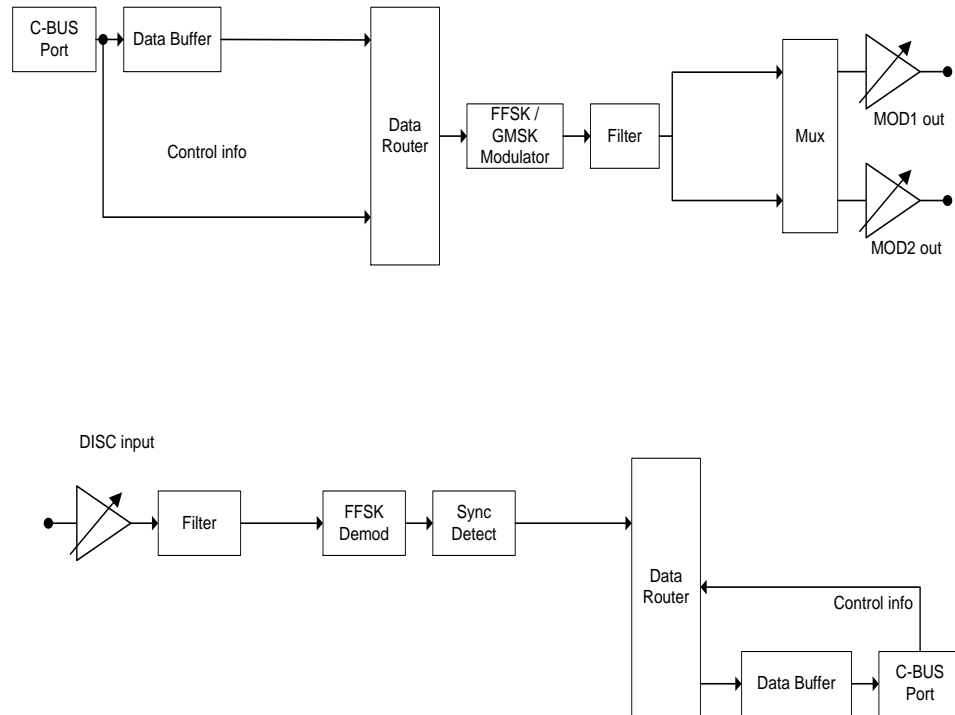 C-BUS
Port
Data Buffer
Control info
Data
Router
FFSK /
GMSK
Modulator
Filter
Mux
MOD1 out
MOD2 out
DISC input
Filter
FFSK
Demod
Sync
Detect
Data
Router
Control info
Data Buffer
C-BUS
Port